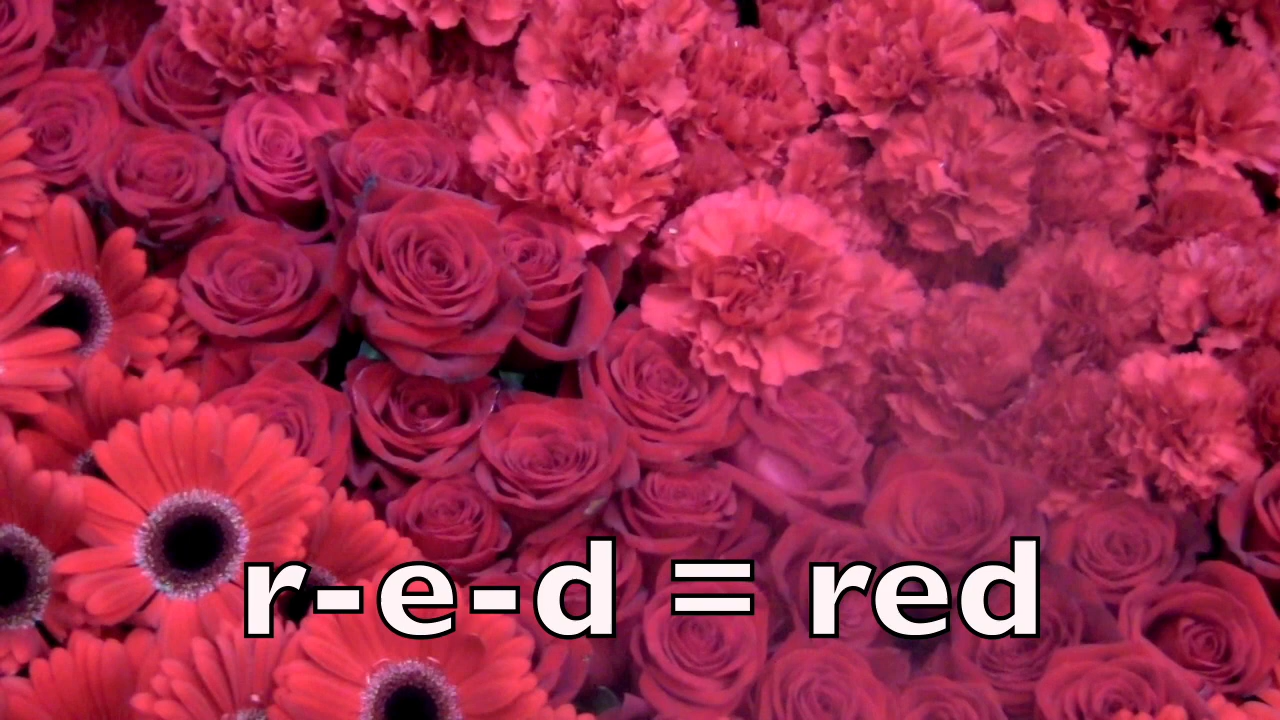 r-e-d = red